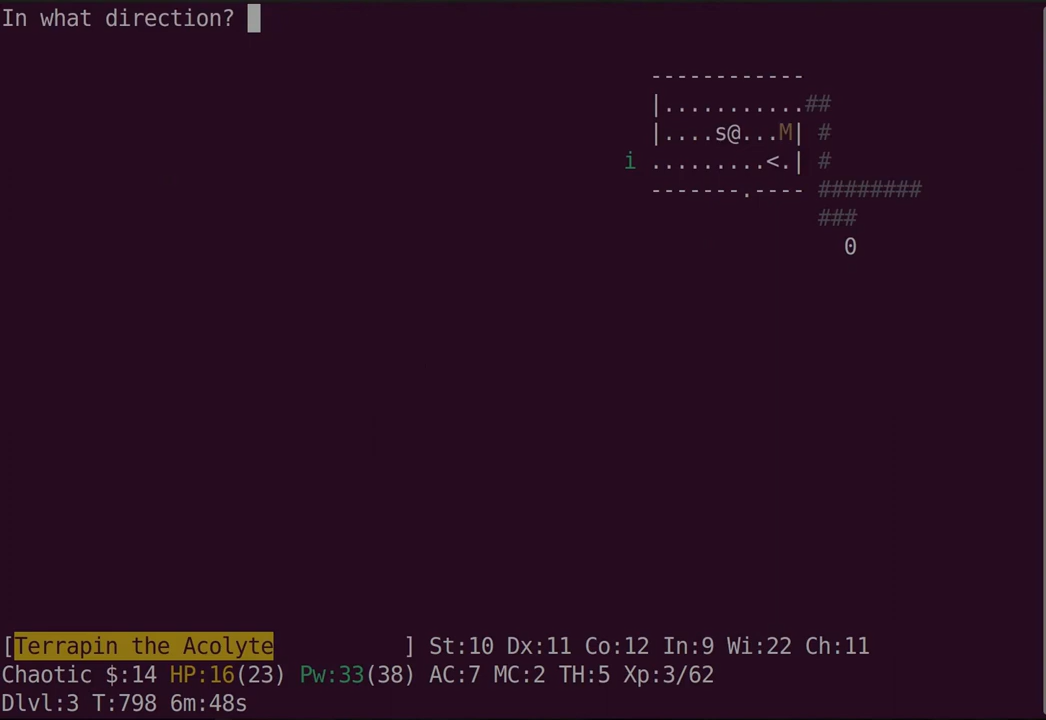 In what direction?
------------
|...........##
|....s@...M| #
i .........<.| #
-------.---- ########
###
0
[Terrapin the Acolyte ] St:10 Dx:11 Co:12 In:9 Wi:22 Ch:11
Chaotic $:14 HP:16(23) Pw:33(38) AC:7 MC:2 TH:5 Xp:3/62
Dlvl:3 T:798 6m:48s